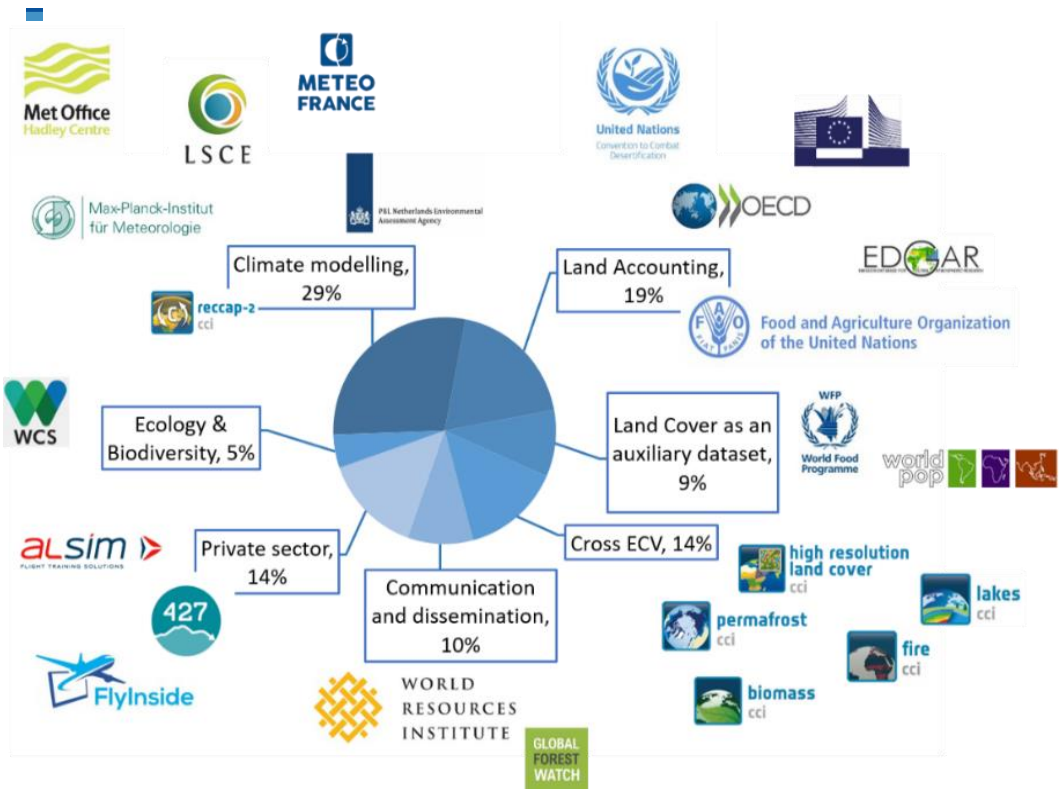 Met Office
Hadley Centre
LSCE
METEO
FRANCE
United Nations
Convention to Combat
Desertification
Max-Planck-Institut
für Meteorologie
PBL Netherlands Environmental
Assessment Agency
OECD
EDGAR
Climate modelling,
29%
Land Accounting,
19%
reccap-2
cci
F A O
FIAT PANIS
Food and Agriculture Organization
of the United Nations
WCS
Ecology &
Biodiversity, 5%
Land Cover as an
auxiliary dataset,
9%
WFP
World Food
Programme
world
pop
ALSIM
FLIGHT TRAINING SOLUTIONS
Private sector,
14%
Cross ECV, 14%
high resolution
land cover
cci
427
Communication
and dissemination,
10%
permafrost
cci
lakes
cci
fire
cci
FlyInside
WORLD
RESOURCES
INSTITUTE
biomass
cci
GLOBAL
FOREST
WATCH